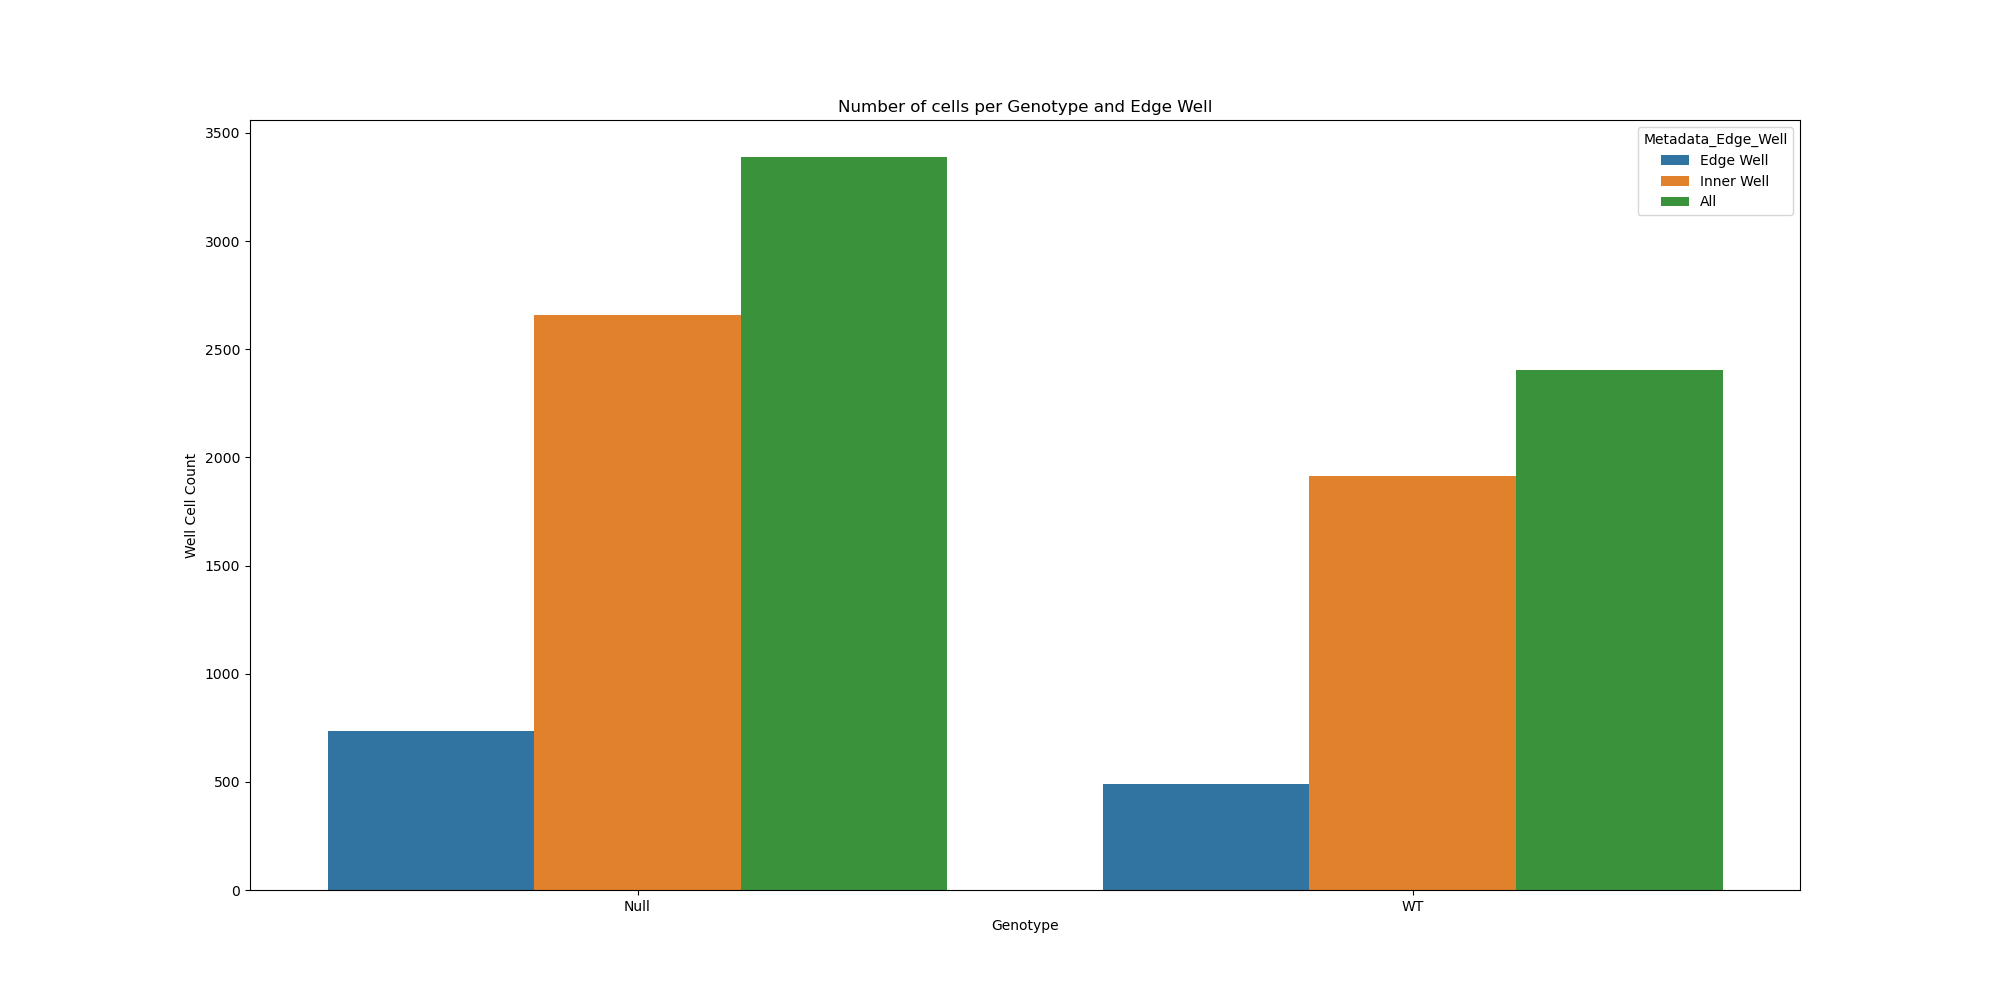 Number of cells per Genotype and Edge Well
3500
3000
2500
2000
1500
1000
500
0
Well Cell Count
Metadata_Edge_Well
Edge Well
Inner Well
All
Null
WT
Genotype